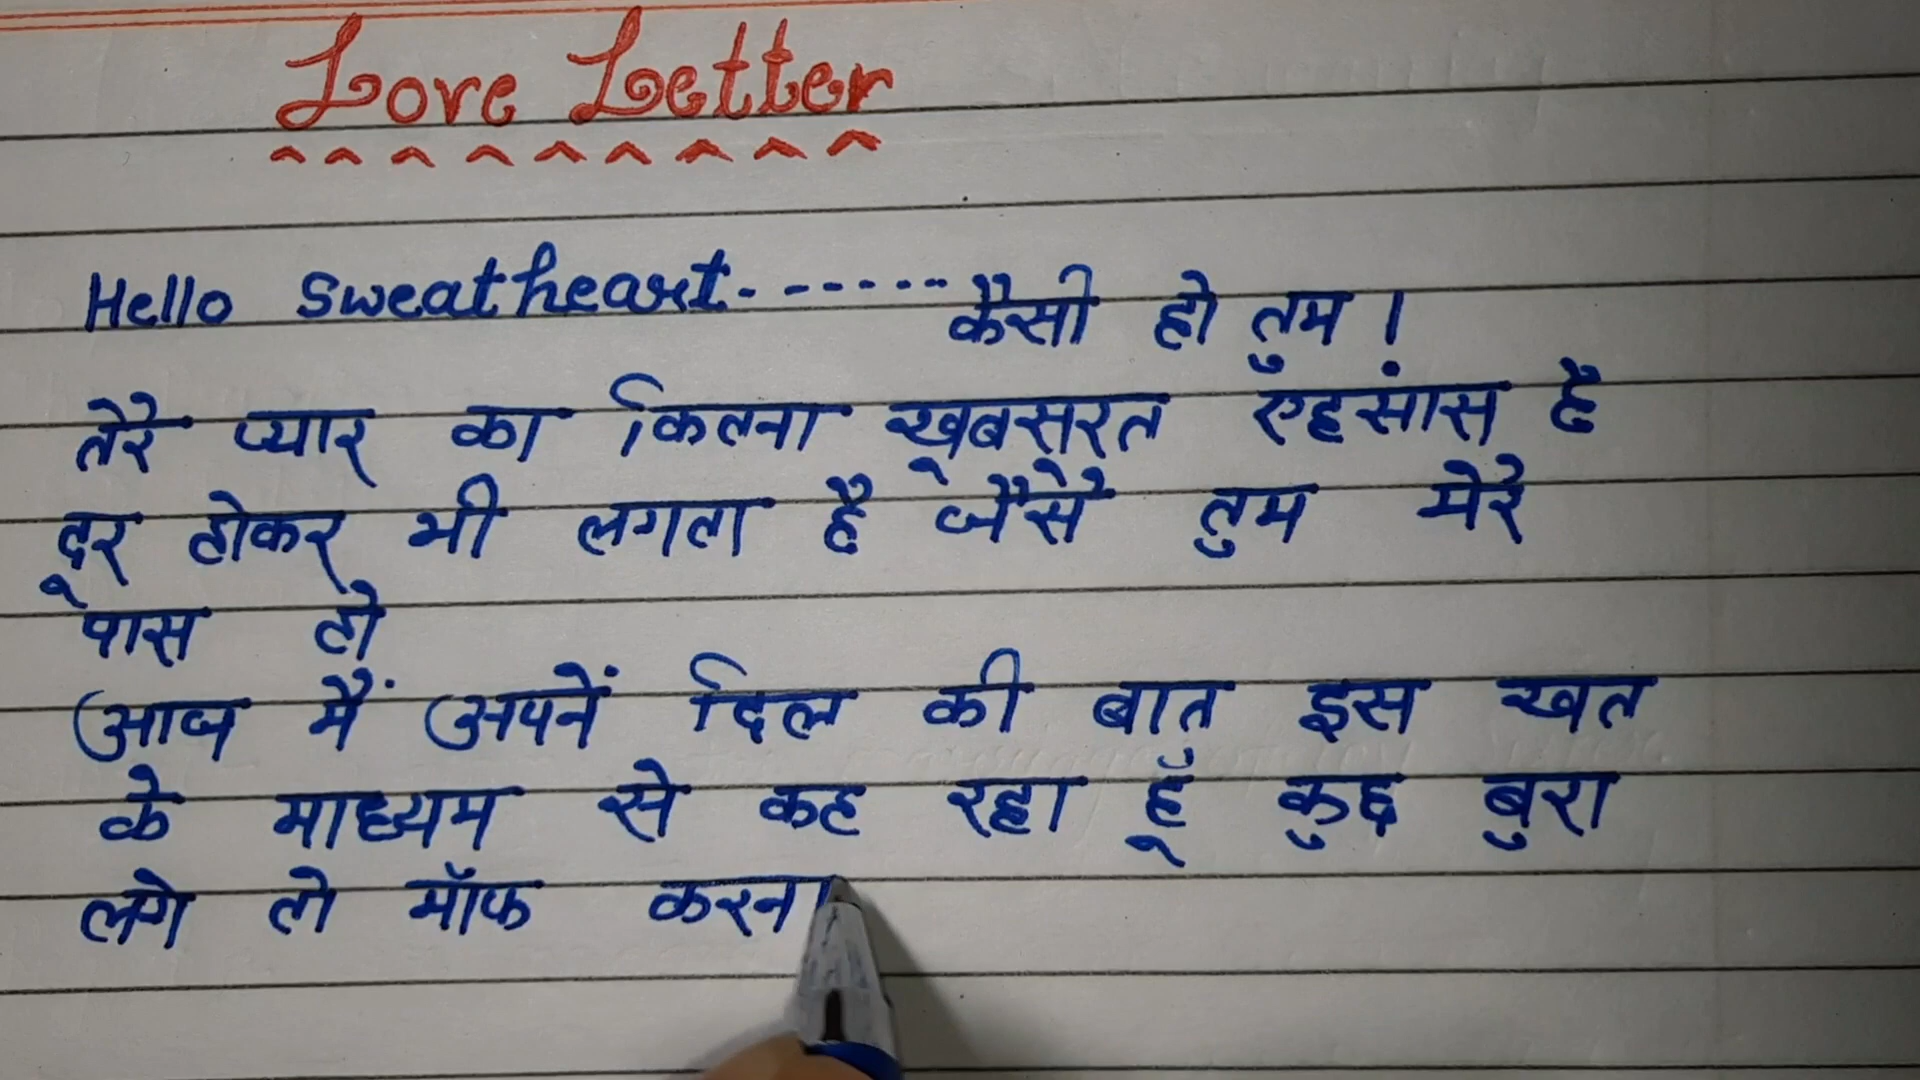 Love Letter
Hello sweatheart. ------ कैसी हो तुम ।
तेरे प्यार का कितना खूबसूरत एहसांस है
दूर होकर भी लगता है जैसे तुम मेरे
पास हो
आज मैं अपनें दिल की बात इस खत
के माध्यम से कह रहा हूँ कुछ बुरा
लगे तो मॉफ करना